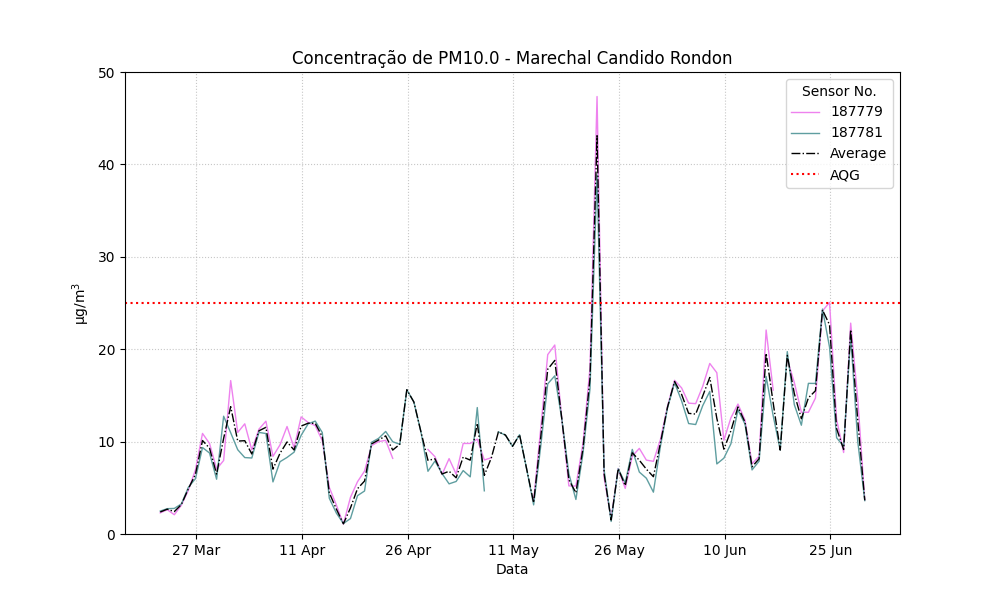 Concentração de PM10.0 - Marechal Candido Rondon
50
40
30
20
10
0
µg/m³
27 Mar
11 Apr
26 Apr
11 May
26 May
10 Jun
25 Jun
Data
Sensor No.
187779
187781
Average
AQG